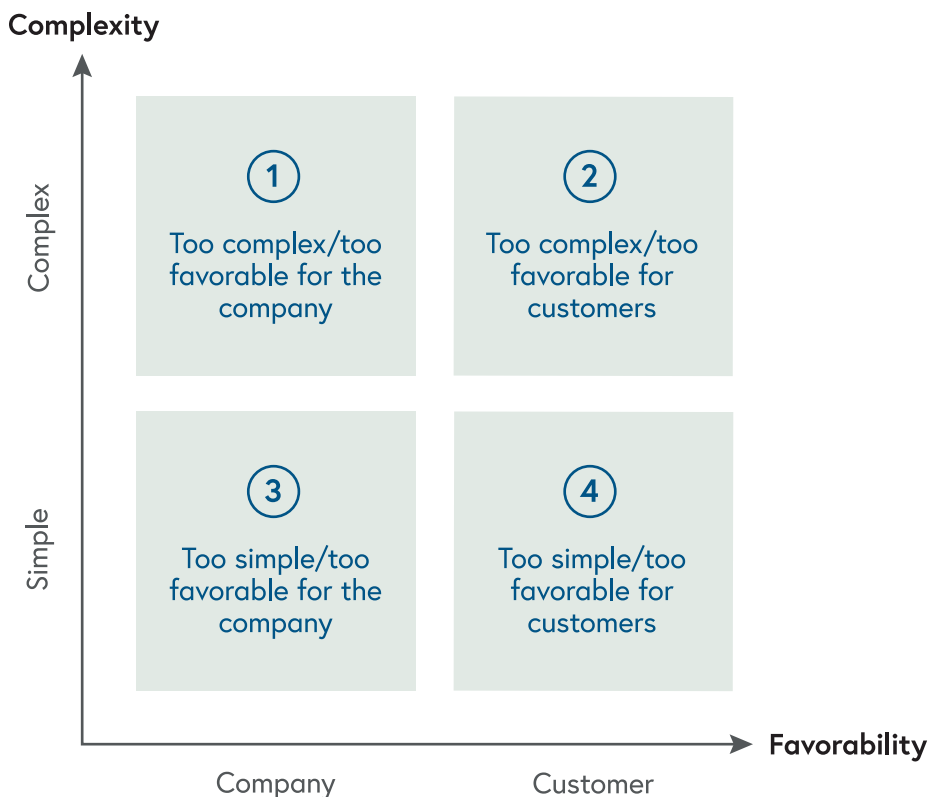 Complexity
Complex
1
Too complex/too
favorable for the
company
2
Too complex/too
favorable for
customers
Simple
3
Too simple/too
favorable for the
company
4
Too simple/too
favorable for
customers
Favorability
Company
Customer